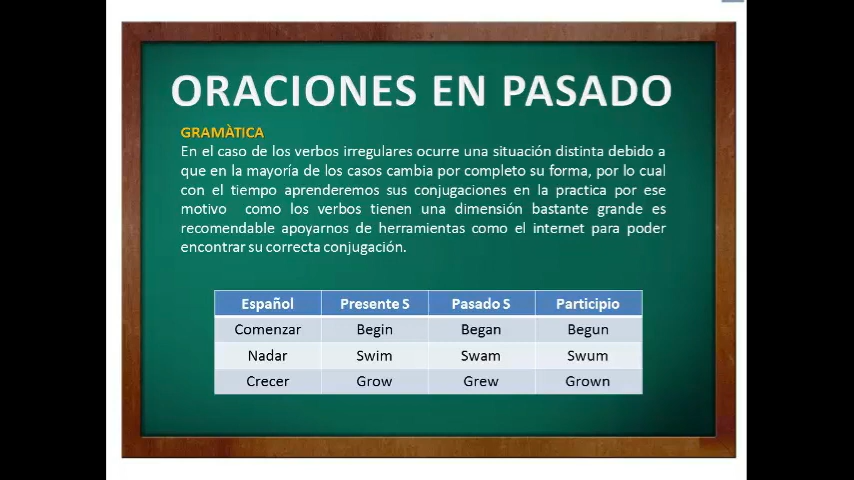 ORACIONES EN PASADO
GRAMÀTICA
En el caso de los verbos irregulares ocurre una situación distinta debido a
que en la mayoría de los casos cambia por completo su forma, por lo cual
con el tiempo aprenderemos sus conjugaciones en la practica por ese
motivo como los verbos tienen una dimensión bastante grande es
recomendable apoyarnos de herramientas como el internet para poder
encontrar su correcta conjugación.
Español Presente S Pasado S Participio
Comenzar Begin Began Begun
Nadar Swim Swam Swum
Crecer Grow Grew Grown